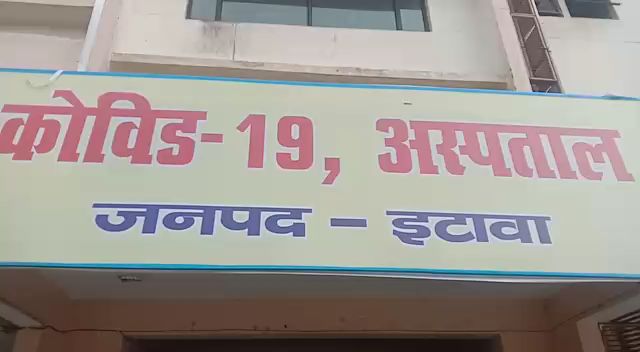 कोविड-19, अस्पताल
जनपद - इटावा